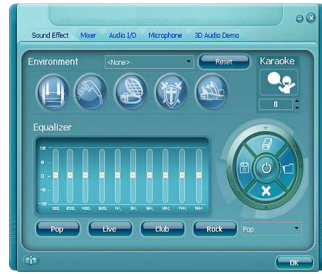 Sound Effect Mixer Audio I/O Microphone 3D Audio Demo
Environment <None> Reset Karaoke
0
Equalizer
Pop Live Club Rock Pop
OK